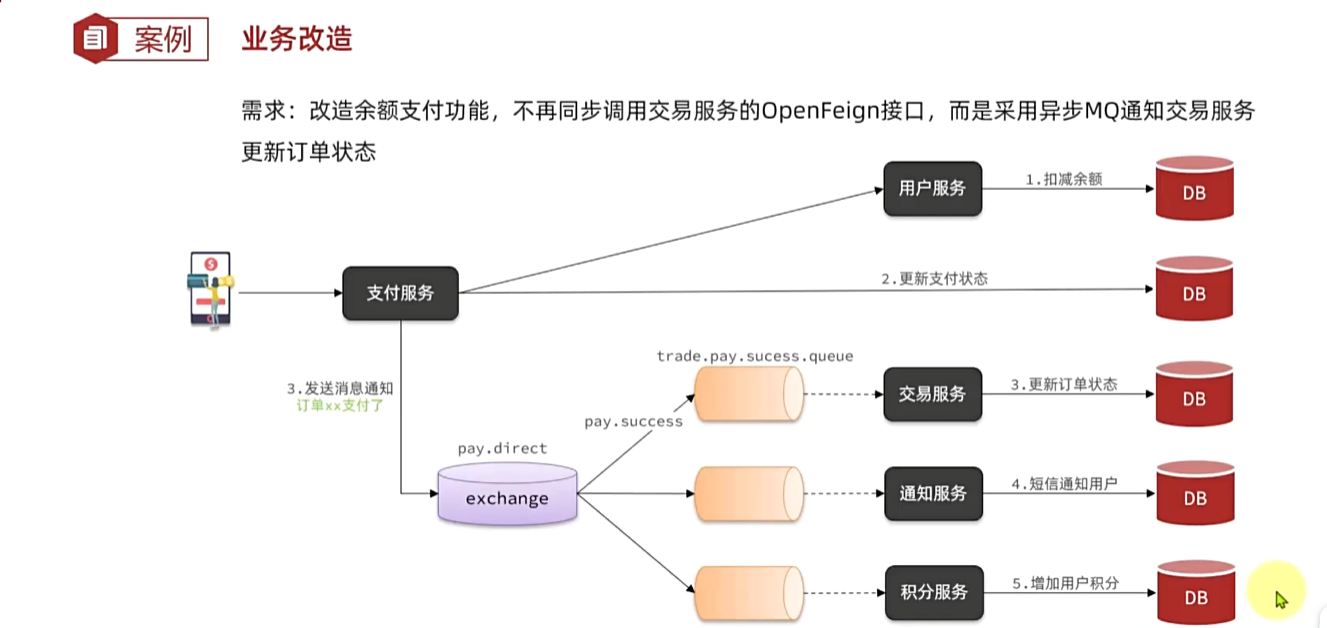 案例
业务改造
需求：改造余额支付功能，不再同步调用交易服务的OpenFeign接口，而是采用异步MQ通知交易服务
更新订单状态
用户服务
1.扣减余额
DB
支付服务
2.更新支付状态
DB
3.发送消息通知
订单xx支付了
trade.pay.sucess.queue
pay.success
交易服务
3.更新订单状态
DB
pay.direct
exchange
通知服务
4.短信通知用户
DB
积分服务
5.增加用户积分
DB